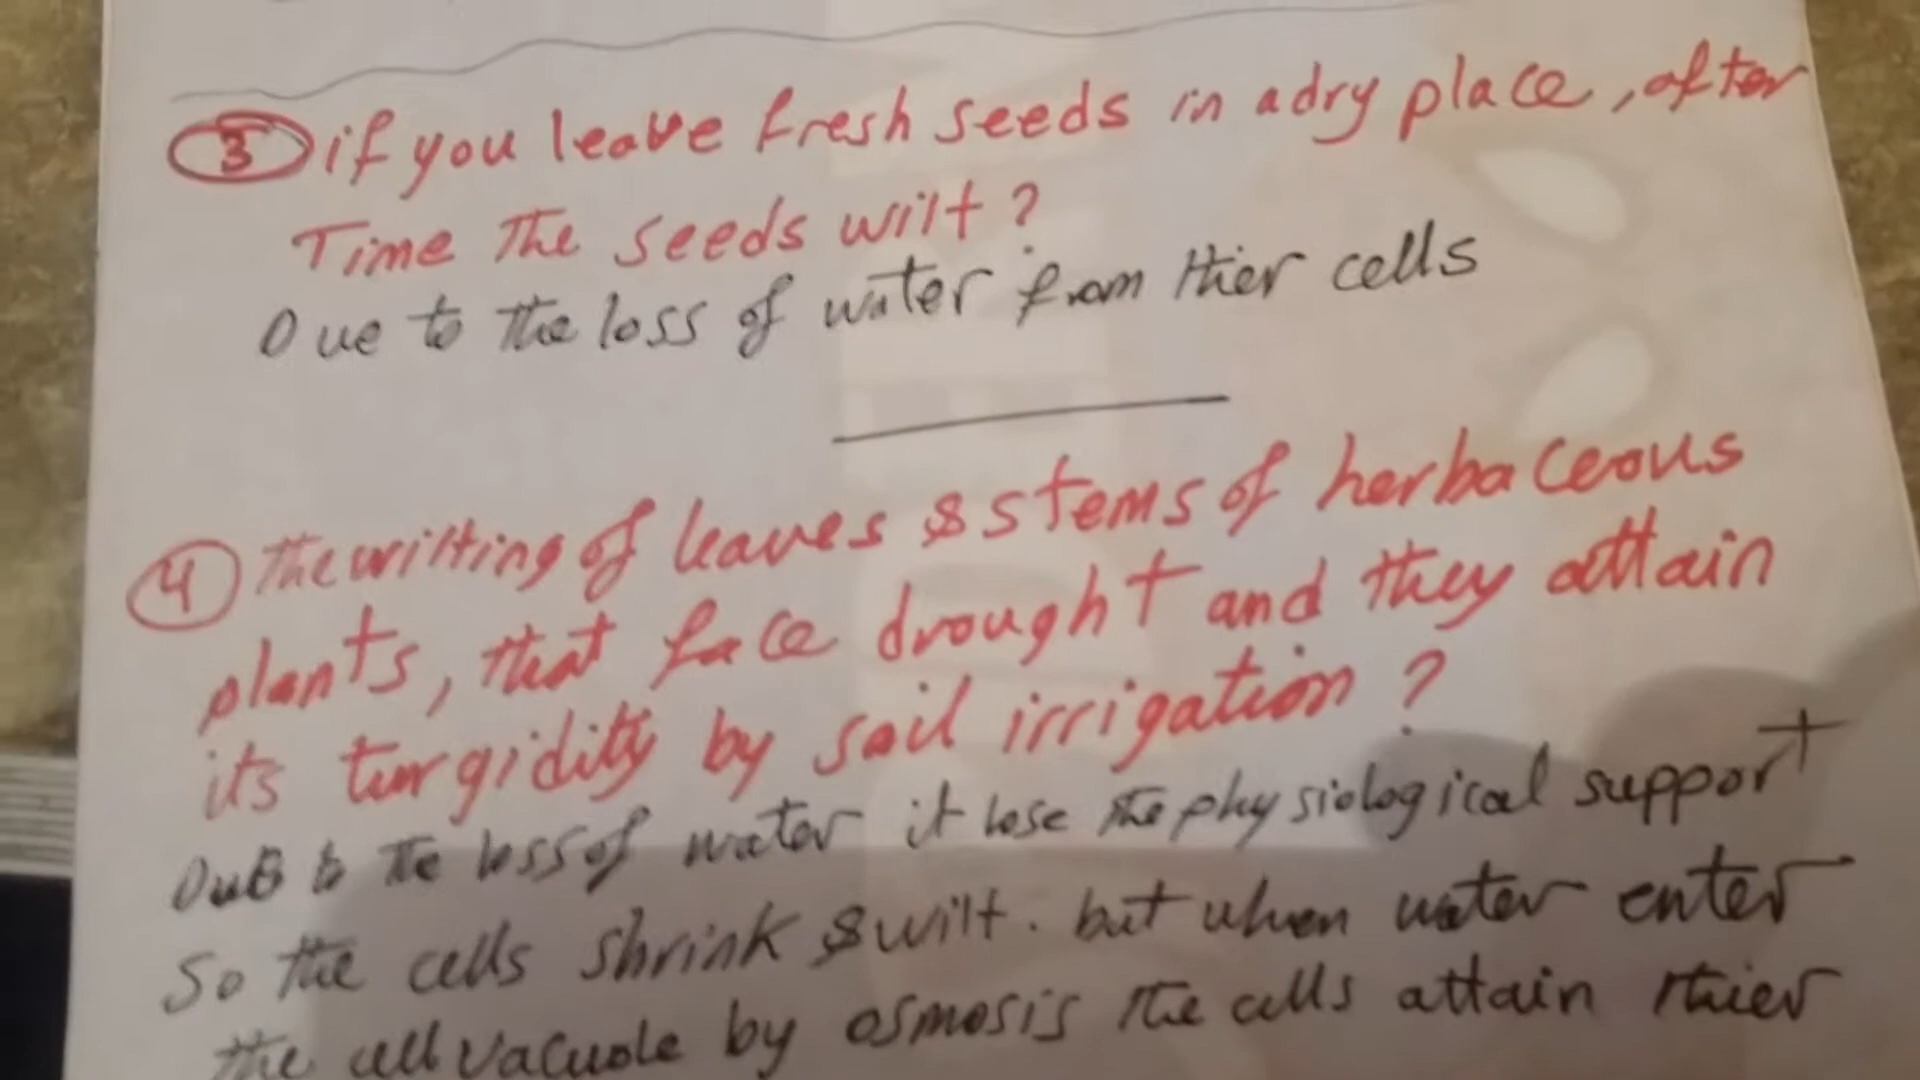 3 if you leave fresh seeds in a dry place, after
Time The seeds wilt?
Due to the loss of water from thier cells
4 The wilting of leaves & stems of herbaceous
plants, that face drought and they attain
its turgidity by soil irrigation?
Due to The loss of water it lose The physiological support
So the cells shrink & wilt. but when water enter
the cell vacuole by osmosis The cells attain thier